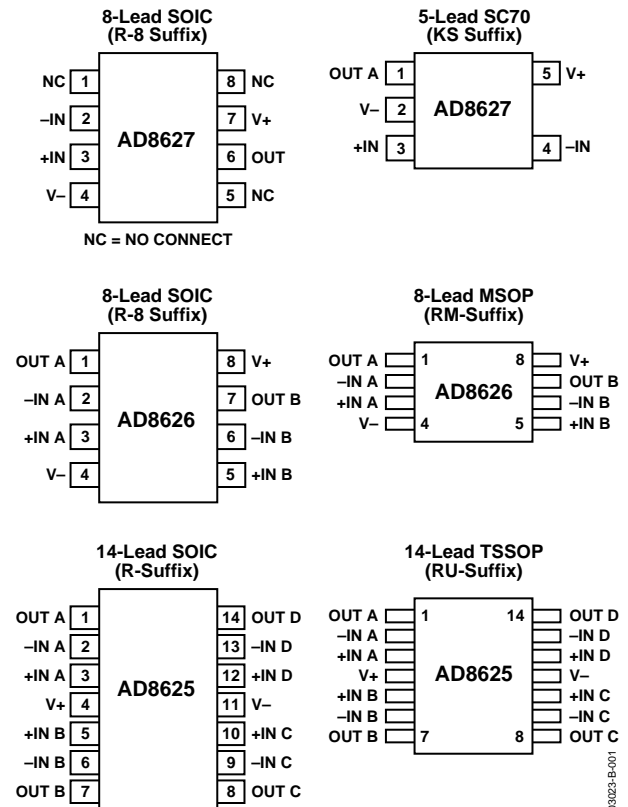 8-Lead SOIC
(R-8 Suffix)
NC 1 8 NC
–IN 2 7 V+
AD8627
+IN 3 6 OUT
V– 4 5 NC
NC = NO CONNECT
5-Lead SC70
(KS Suffix)
OUT A 1 5 V+
V– 2 AD8627
+IN 3 4 –IN
8-Lead SOIC
(R-8 Suffix)
OUT A 1 8 V+
–IN A 2 7 OUT B
AD8626
+IN A 3 6 –IN B
V– 4 5 +IN B
8-Lead MSOP
(RM-Suffix)
OUT A 1 8 V+
–IN A OUT B
AD8626
+IN A –IN B
V– 4 5 +IN B
14-Lead SOIC
(R-Suffix)
OUT A 1 14 OUT D
–IN A 2 13 –IN D
+IN A 3 12 +IN D
AD8625
V+ 4 11 V–
+IN B 5 10 +IN C
–IN B 6 9 –IN C
OUT B 7 8 OUT C
14-Lead TSSOP
(RU-Suffix)
OUT A 1 14 OUT D
–IN A –IN D
+IN A +IN D
V+ AD8625 V–
+IN B +IN C
–IN B –IN C
OUT B 7 8 OUT C
03023-B-001